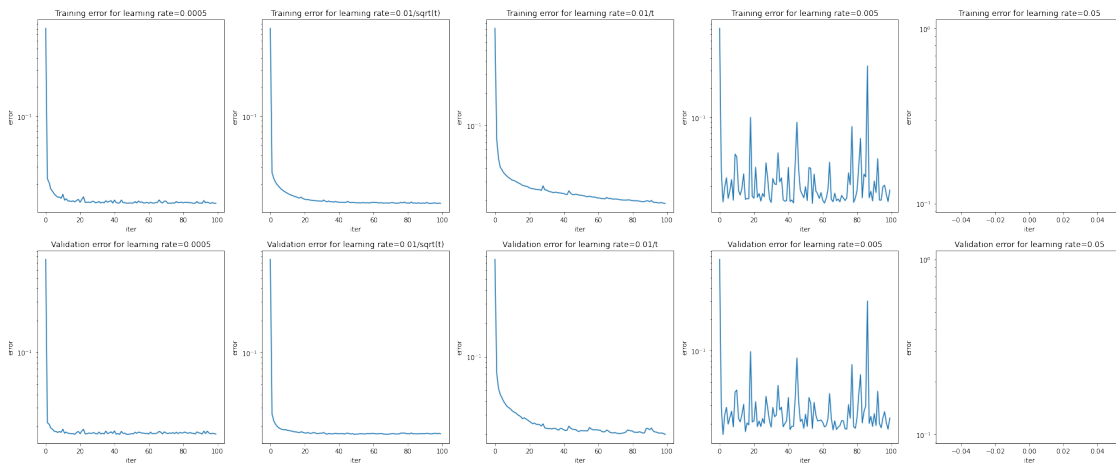 Training error for learning rate=0.0005
10⁻¹
error
0 20 40 60 80 100
iter
Training error for learning rate=0.01/sqrt(t)
10⁻¹
error
0 20 40 60 80 100
iter
Training error for learning rate=0.01/t
10⁻¹
error
0 20 40 60 80 100
iter
Training error for learning rate=0.005
10⁻¹
error
0 20 40 60 80 100
iter
Training error for learning rate=0.05
10⁰
10⁻¹
error
−0.04 −0.02 0.00 0.02 0.04
iter
Validation error for learning rate=0.0005
10⁻¹
error
0 20 40 60 80 100
iter
Validation error for learning rate=0.01/sqrt(t)
10⁻¹
error
0 20 40 60 80 100
iter
Validation error for learning rate=0.01/t
10⁻¹
error
0 20 40 60 80 100
iter
Validation error for learning rate=0.005
10⁻¹
error
0 20 40 60 80 100
iter
Validation error for learning rate=0.05
10⁰
10⁻¹
error
−0.04 −0.02 0.00 0.02 0.04
iter